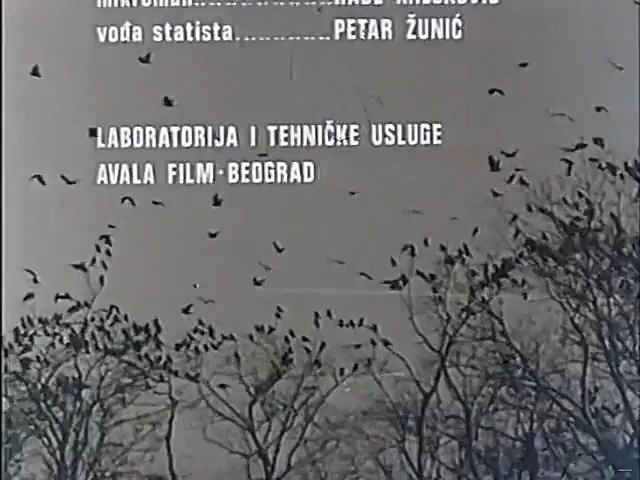 vođa statista............PETAR ŽUNIĆ
LABORATORIJA I TEHNIČKE USLUGE
AVALA FILM·BEOGRAD